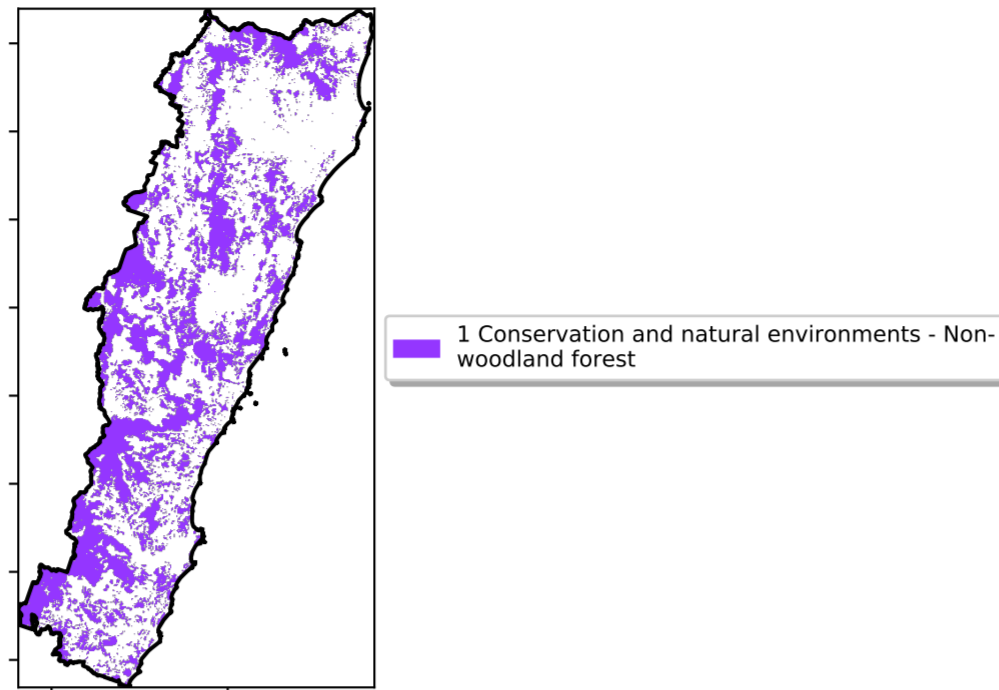 1 Conservation and natural environments - Non-
woodland forest